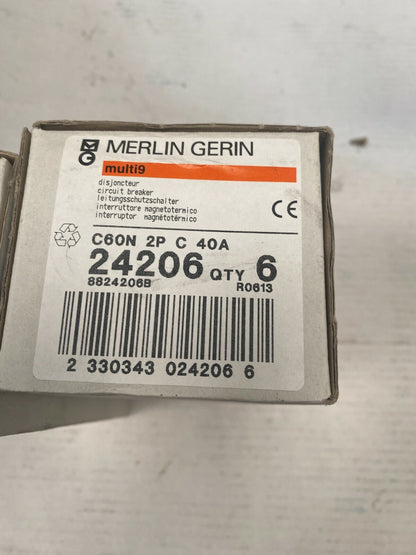 MG MERLIN GERIN
multi9
disjoncteur
circuit breaker
leitungsschutzschalter
interruttore magnetotermico
interruptor magnétotérmico
CE
C60N 2P C 40A
24206 QTY 6
8824206B R0613
2 330343 024206 6